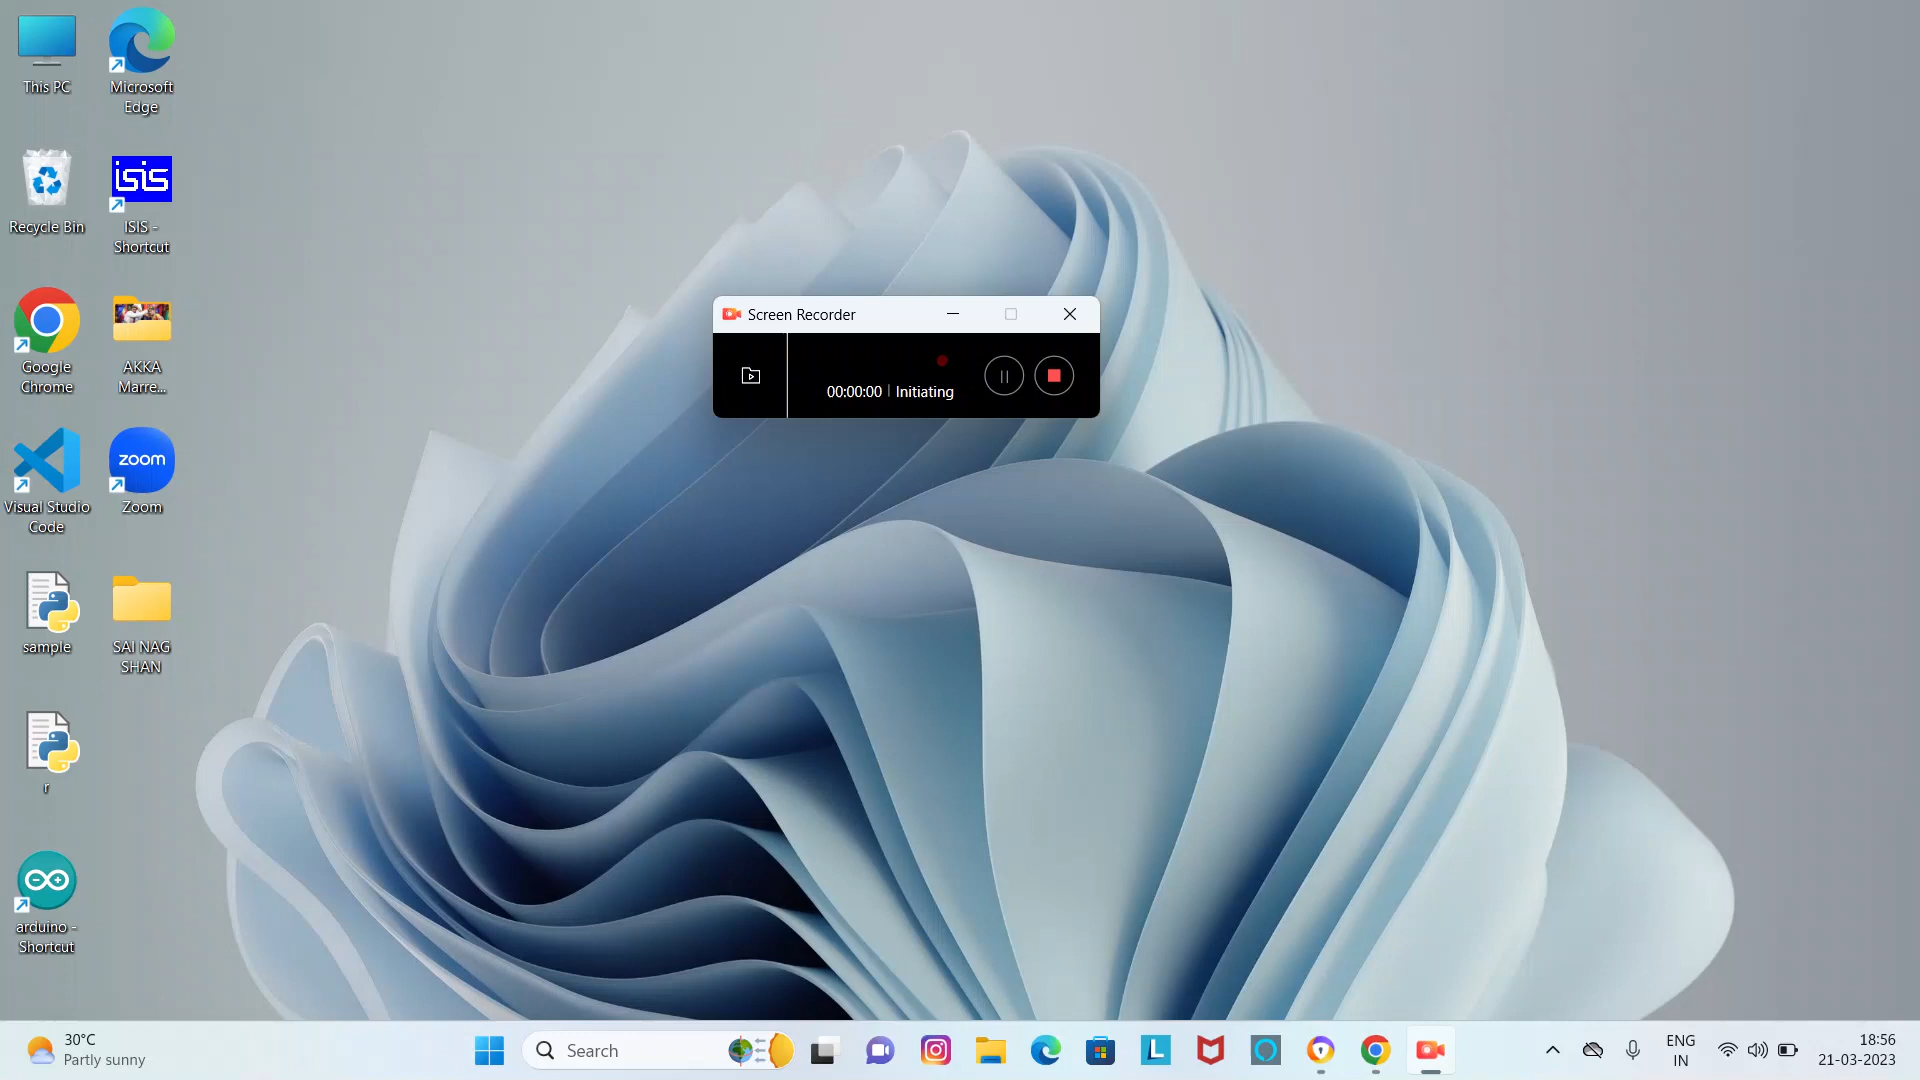 This PC
Microsoft
Edge
Recycle Bin
isis
ISIS -
Shortcut
Google
Chrome
AKKA
Marre...
Visual Studio
Code
zoom
Zoom
sample
SAI NAG
SHAN
r
arduino -
Shortcut
Screen Recorder
00:00:00 | Initiating
30°C
Partly sunny
Search
L
ENG
IN
18:56
21-03-2023